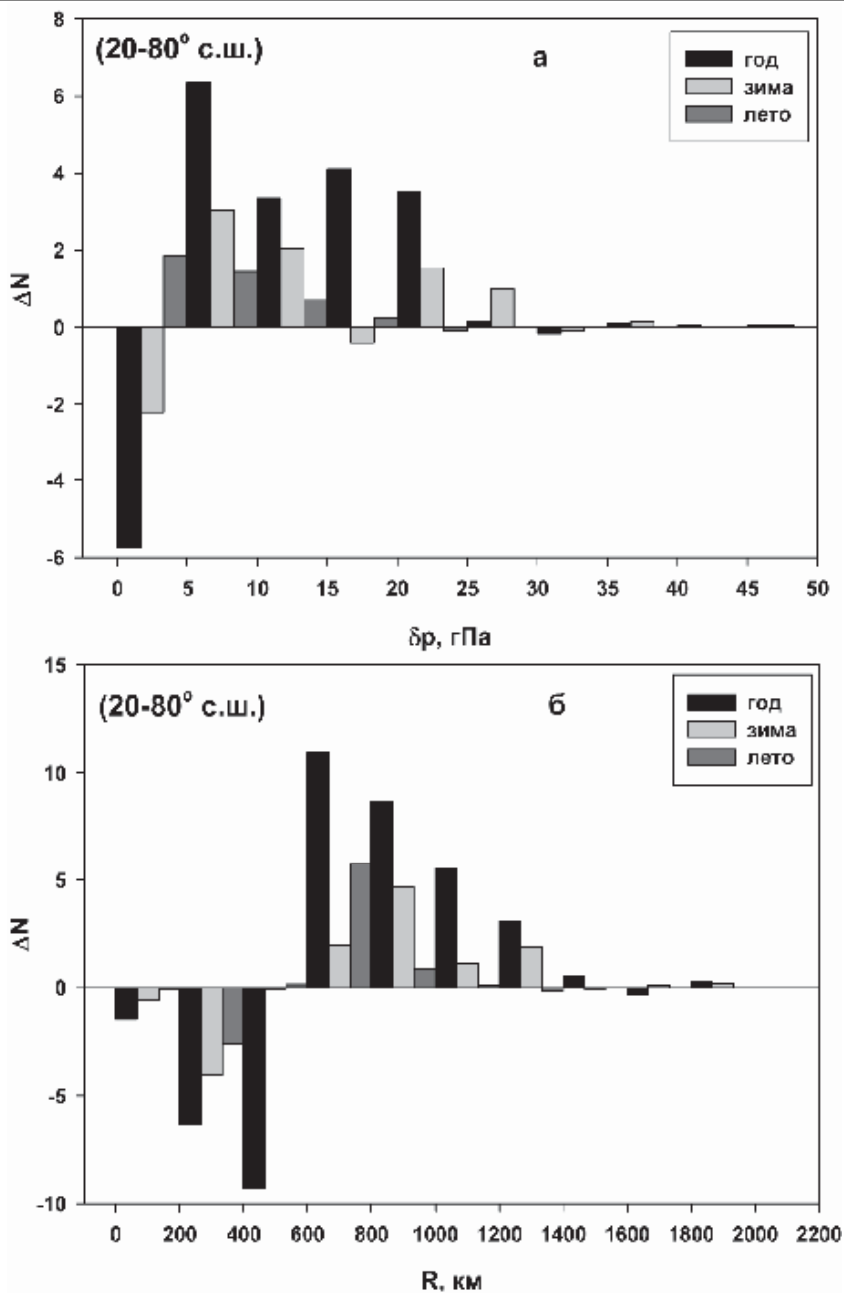 (20-80° с.ш.)
а
год
зима
лето
8
6
4
2
0
-2
-4
-6
ΔN
0 5 10 15 20 25 30 35 40 45 50
δp, гПа
(20-80° с.ш.)
б
год
зима
лето
15
10
5
0
-5
-10
ΔN
0 200 400 600 800 1000 1200 1400 1600 1800 2000 2200
R, км